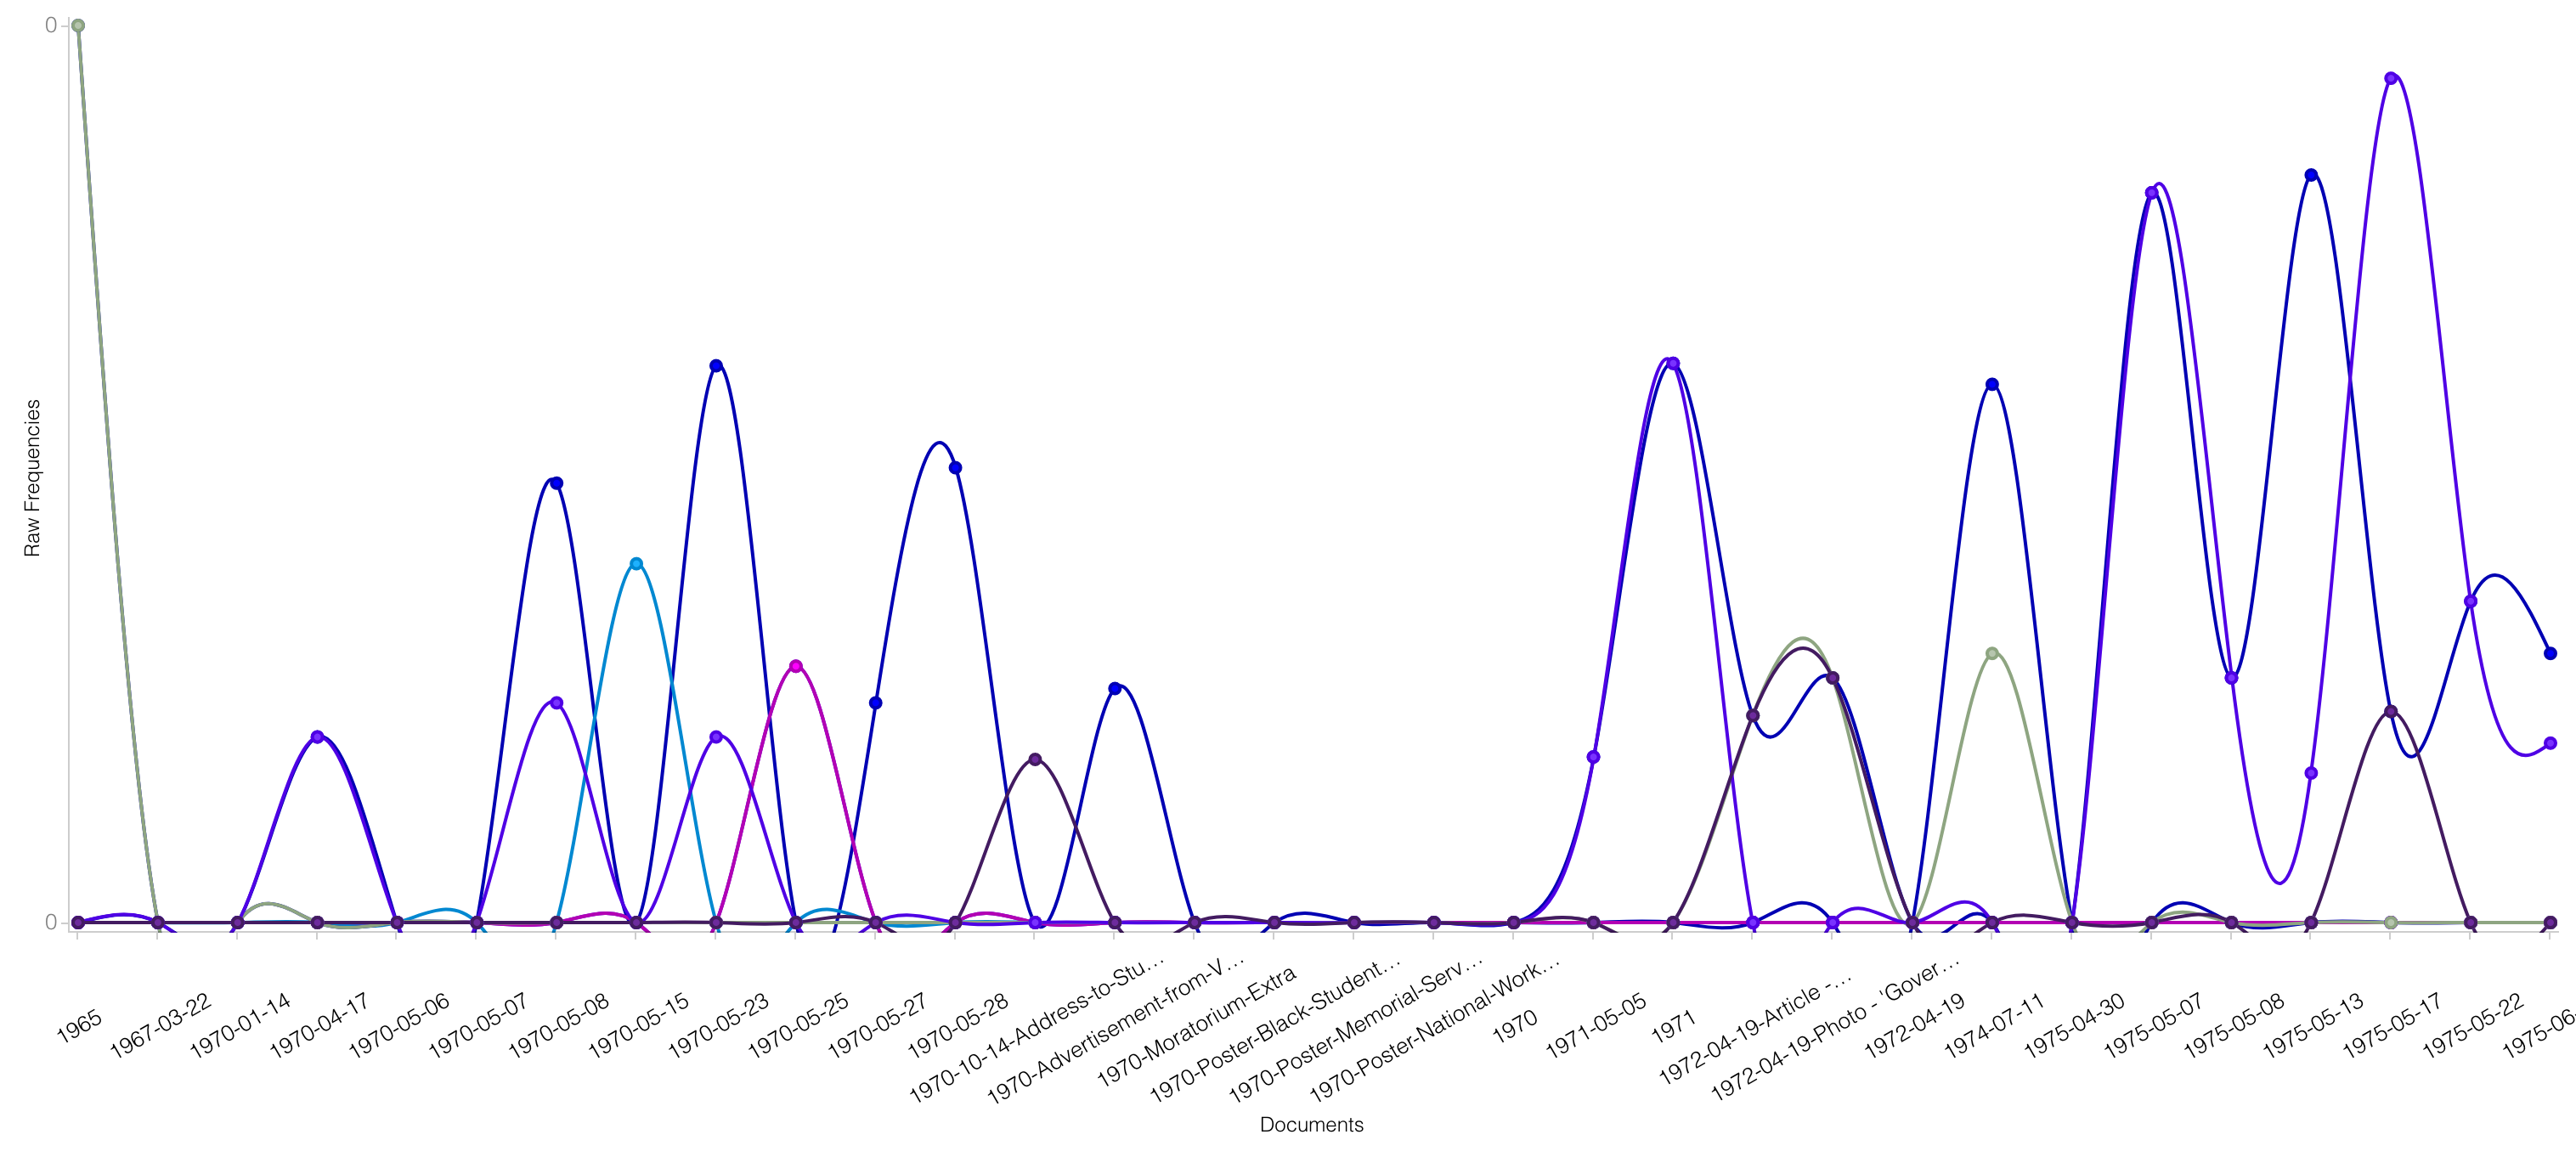 0
Raw Frequencies
0
1965
1967-03-22
1970-01-14
1970-04-17
1970-05-06
1970-05-07
1970-05-08
1970-05-15
1970-05-23
1970-05-25
1970-05-27
1970-05-28
1970-10-14-Address-to-Stu…
1970-Advertisement-from-V…
1970-Moratorium-Extra
1970-Poster-Black-Student…
1970-Poster-Memorial-Serv…
1970-Poster-National-Work…
1970
1971-05-05
1971
1972-04-19-Article -…
1972-04-19-Photo - 'Gover…
1972-04-19
1974-07-11
1975-04-30
1975-05-07
1975-05-08
1975-05-13
1975-05-17
1975-05-22
1975-06-
Documents